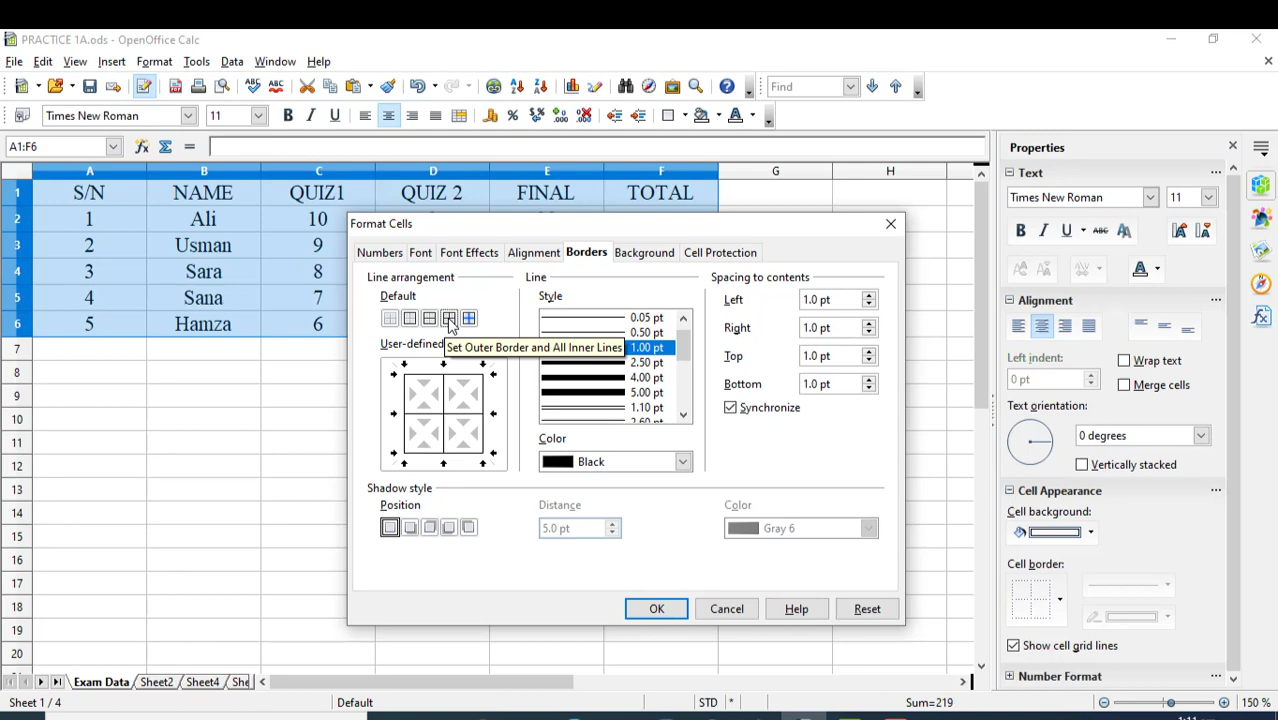 PRACTICE 1A.ods - OpenOffice Calc
File Edit View Insert Format Tools Data Window Help
Find
Times New Roman 11
A1:F6
A B C D E F G H
1 S/N NAME QUIZ1 QUIZ 2 FINAL TOTAL
2 1 Ali 10
3 2 Usman 9
4 3 Sara 8
5 4 Sana 7
6 5 Hamza 6
7
8
9
10
11
12
13
14
15
16
17
18
19
20
Format Cells
Numbers Font Font Effects Alignment Borders Background Cell Protection
Line arrangement
Default
User-defined
Set Outer Border and All Inner Lines
Line
Style
0.05 pt
0.50 pt
1.00 pt
2.50 pt
4.00 pt
5.00 pt
1.10 pt
2.60 pt
Color
Black
Spacing to contents
Left 1.0 pt
Right 1.0 pt
Top 1.0 pt
Bottom 1.0 pt
Synchronize
Shadow style
Position
Distance
5.0 pt
Color
Gray 6
OK Cancel Help Reset
Properties
Text
Times New Roman 11
Alignment
Left indent:
0 pt
Wrap text
Merge cells
Text orientation:
0 degrees
Vertically stacked
Cell Appearance
Cell background:
Cell border:
Show cell grid lines
Number Format
Exam Data Sheet2 Sheet4 She
Sheet 1 / 4 Default STD * Sum=219 150 %